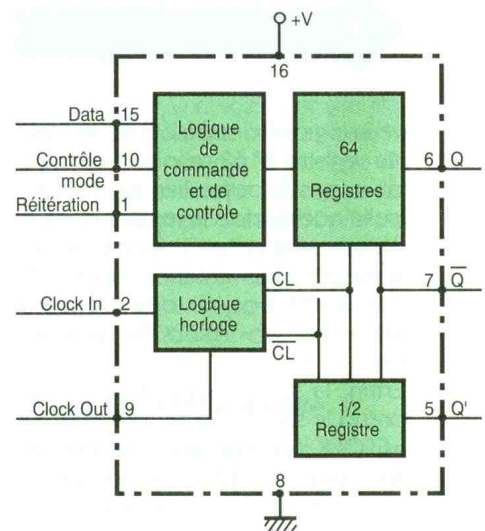 +V
16
Data 15
Contrôle 10
mode
Réitération 1
Logique
de
commande
et de
contrôle
64
Registres
6 Q
7 Q̅
Clock In 2
Logique
horloge
CL
C̅L̅
Clock Out 9
1/2
Registre
5 Q'
8